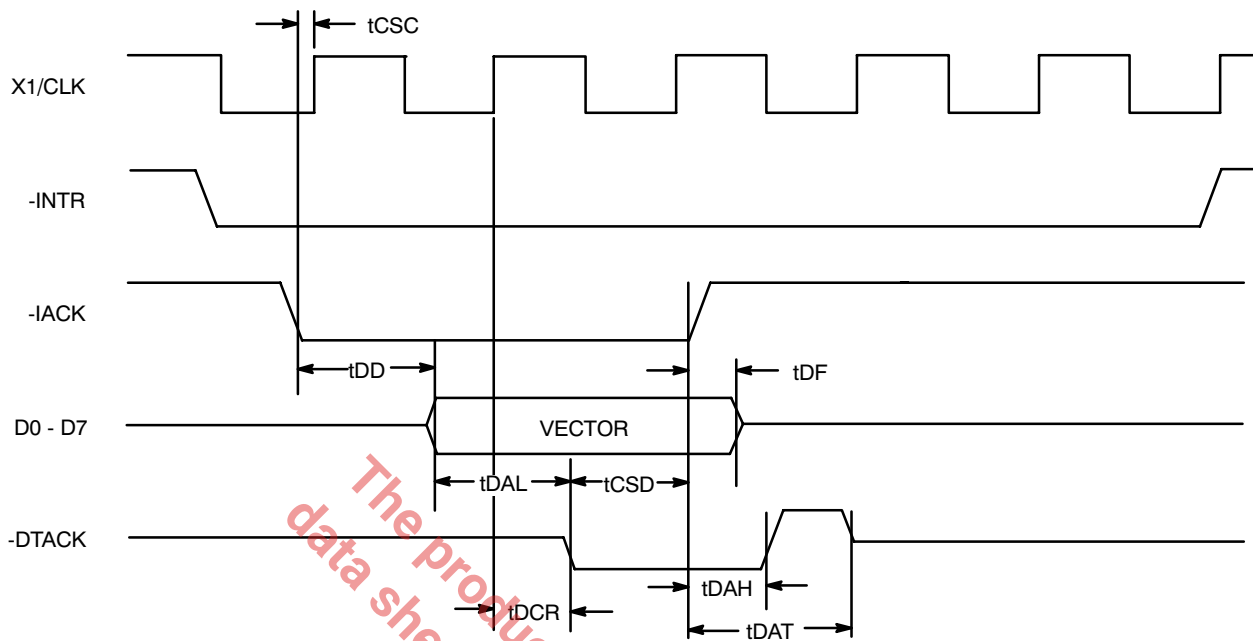 tCSC
X1/CLK
-INTR
-IACK
tDD
tDF
D0 - D7
VECTOR
tDAL
tCSD
-DTACK
tDAH
tDCR
tDAT
The produ
data she